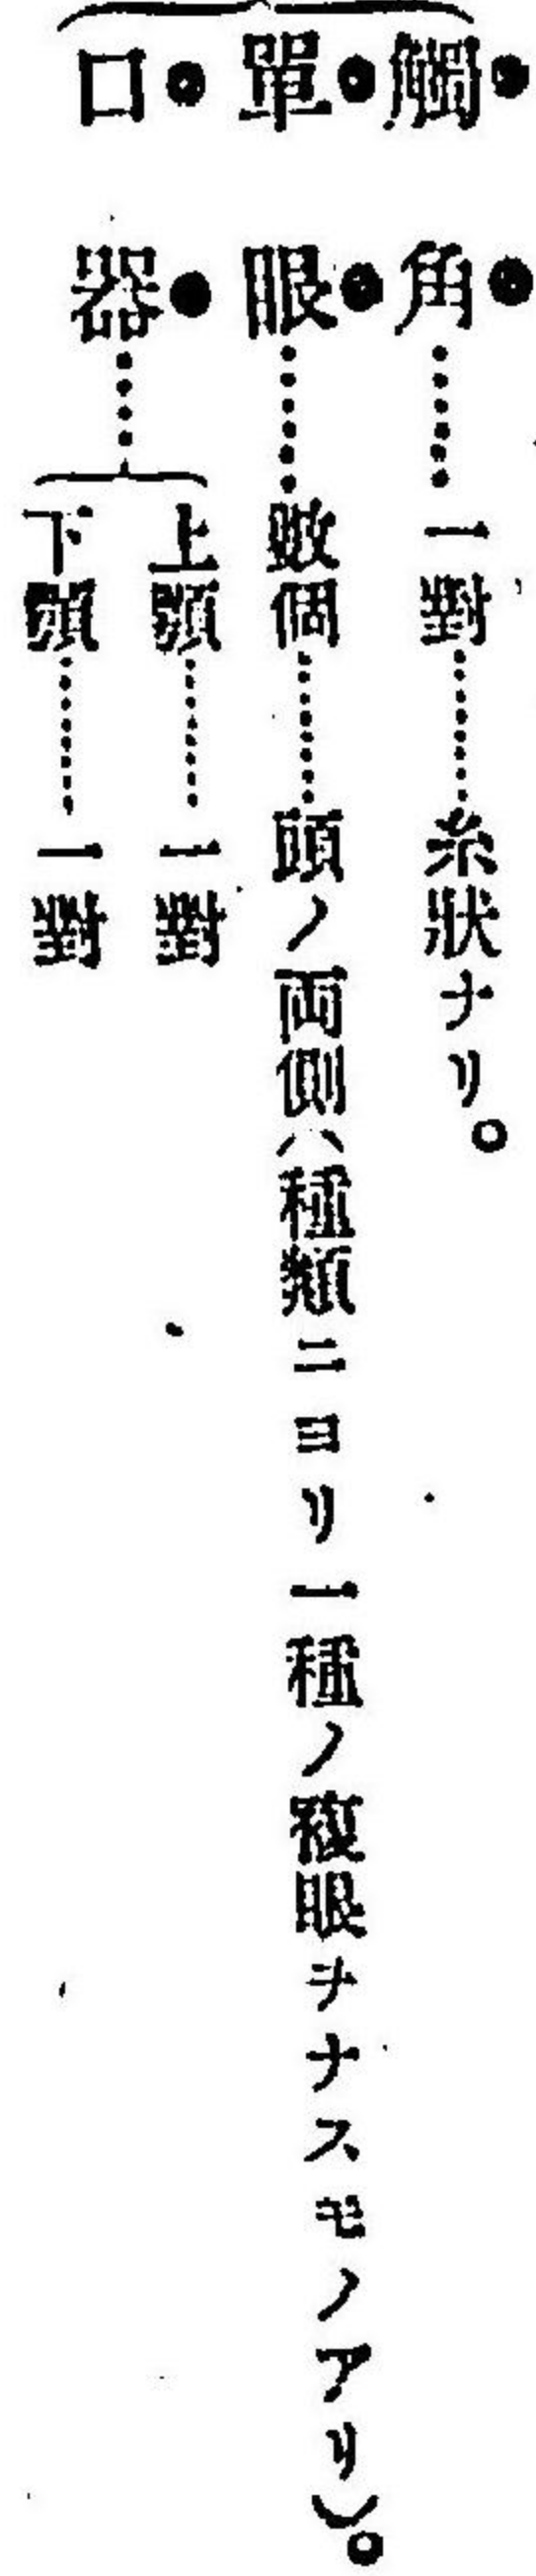 觸角……一對………糸狀ナリ。
單眼……數個………頭ノ両側(種類ニヨリ一種ノ複眼ヲナスモノアリ)。
口器……
上顎………一對
下顎………一對